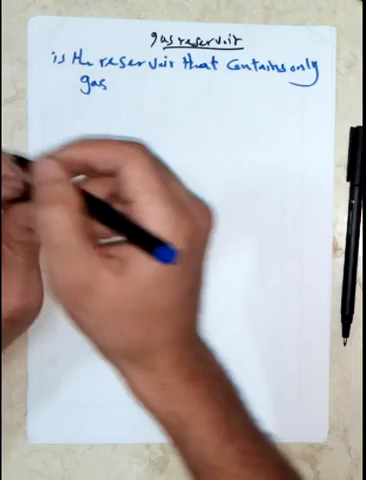 gas reservoir
is the reservoir that contains only
gas